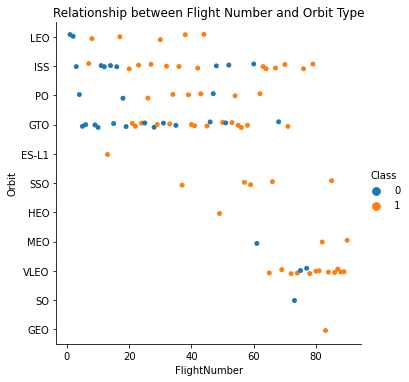 Relationship between Flight Number and Orbit Type
LEO
ISS
PO
GTO
ES-L1
SSO
HEO
MEO
VLEO
SO
GEO
Orbit
0
20
40
60
80
FlightNumber
Class
0
1